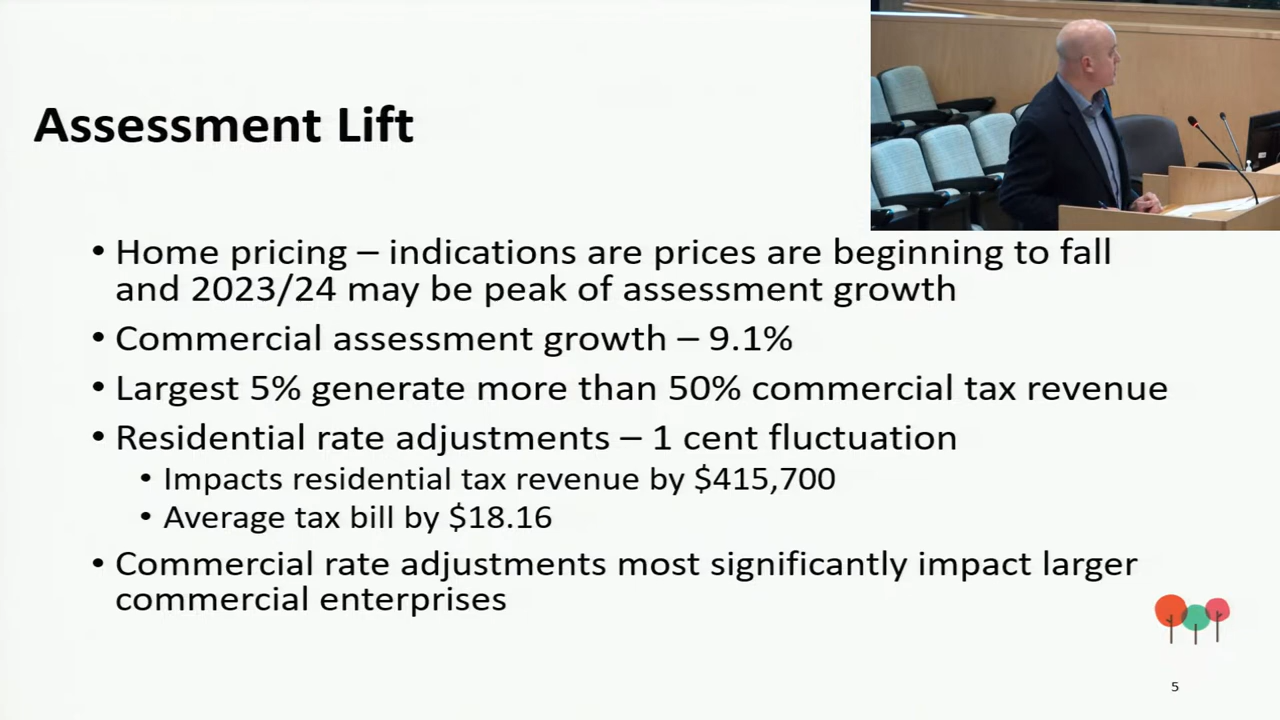 Assessment Lift
• Home pricing – indications are prices are beginning to fall
and 2023/24 may be peak of assessment growth
• Commercial assessment growth – 9.1%
• Largest 5% generate more than 50% commercial tax revenue
• Residential rate adjustments – 1 cent fluctuation
• Impacts residential tax revenue by $415,700
• Average tax bill by $18.16
• Commercial rate adjustments most significantly impact larger
commercial enterprises
5